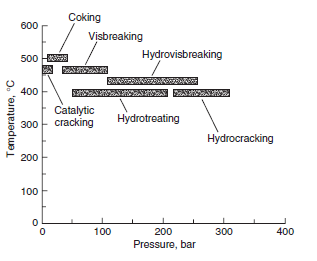 Coking
Visbreaking
Hydrovisbreaking
Catalytic
cracking
Hydrotreating
Hydrocracking
Temperature, °C
600
500
400
300
200
100
0
0 100 200 300 400
Pressure, bar